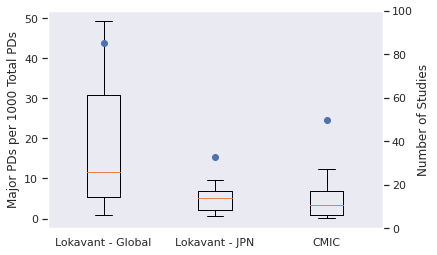 Major PDs per 1000 Total PDs
50
40
30
20
10
0
100
80
60
40
20
0
Number of Studies
Lokavant - Global
Lokavant - JPN
CMIC